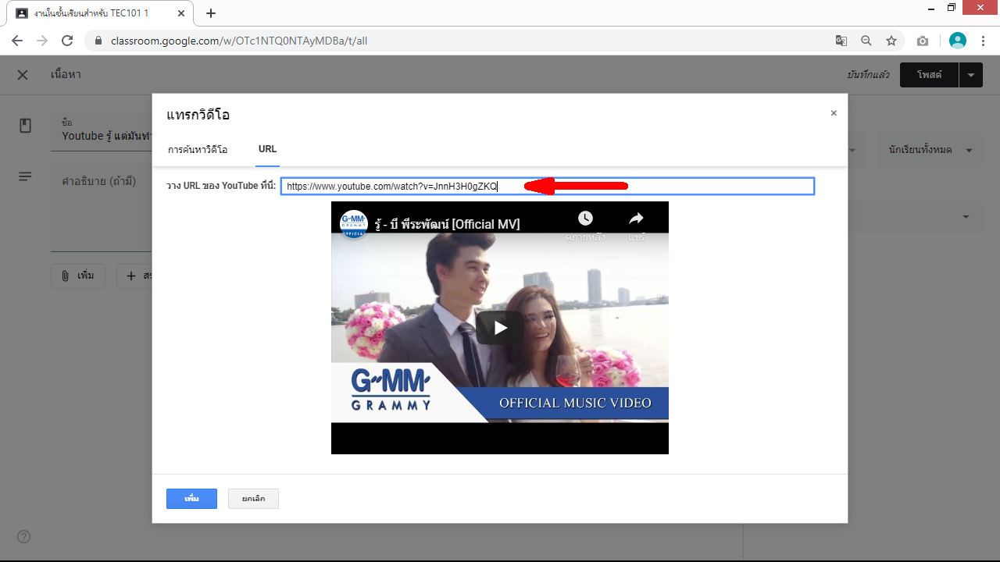 งานในชั้นเรียนสำหรับ TEC101 1
classroom.google.com/w/OTc1NTQ0NTAyMDBa/t/all
เนื้อหา
บันทึกแล้ว
โพสต์
ชื่อ
Youtube รู้ แต่มันทำ
คำอธิบาย (ถ้ามี)
เพิ่ม
นักเรียนทั้งหมด
แทรกวิดีโอ
การค้นหาวิดีโอ
URL
วาง URL ของ YouTube ที่นี่:
https://www.youtube.com/watch?v=JnnH3H0gZKQ
G~MM
GRAMMY
OFFICIAL
รู้ - บี พีระพัฒน์ [Official MV]
ดูภายหลัง
แชร์
G~MM
GRAMMY
OFFICIAL MUSIC VIDEO
เพิ่ม
ยกเลิก